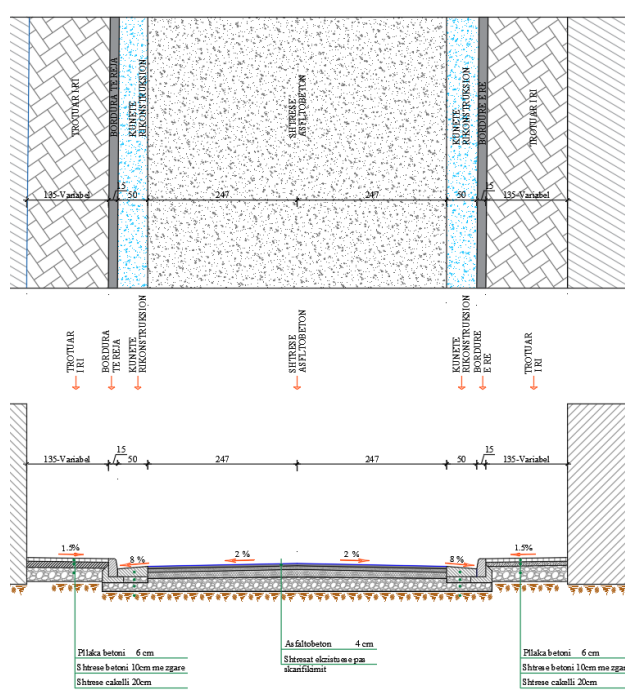 TROTUAR I RI
BORDURA TE REJA
KUNETE
RIKONSTRUKSION
SHTRESE
ASFLTOBETON
KUNETE
RIKONSTRUKSION
BORDURE E RE
TROTUAR I RI
135-Variabel
15
50
247
247
50
15
135-Variabel
TROTUAR
I RI
BORDURA
TE REJA
KUNETE
RIKONSTRUKSION
SHTRESE
ASFLTOBETON
KUNETE
RIKONSTRUKSION
BORDURE
E RE
TROTUAR
I RI
135-Variabel
15
50
247
247
50
15
135-Variabel
1.5%
8 %
2 %
2 %
8 %
1.5%
Pllaka betoni 6 cm
Shtrese betoni 10cm me zgare
Shtrese cakelli 20cm
Asfaltobeton 4 cm
Shtresat ekzistuese pas
skarifikimit
Pllaka betoni 6 cm
Shtrese betoni 10cm me zgare
Shtrese cakelli 20cm